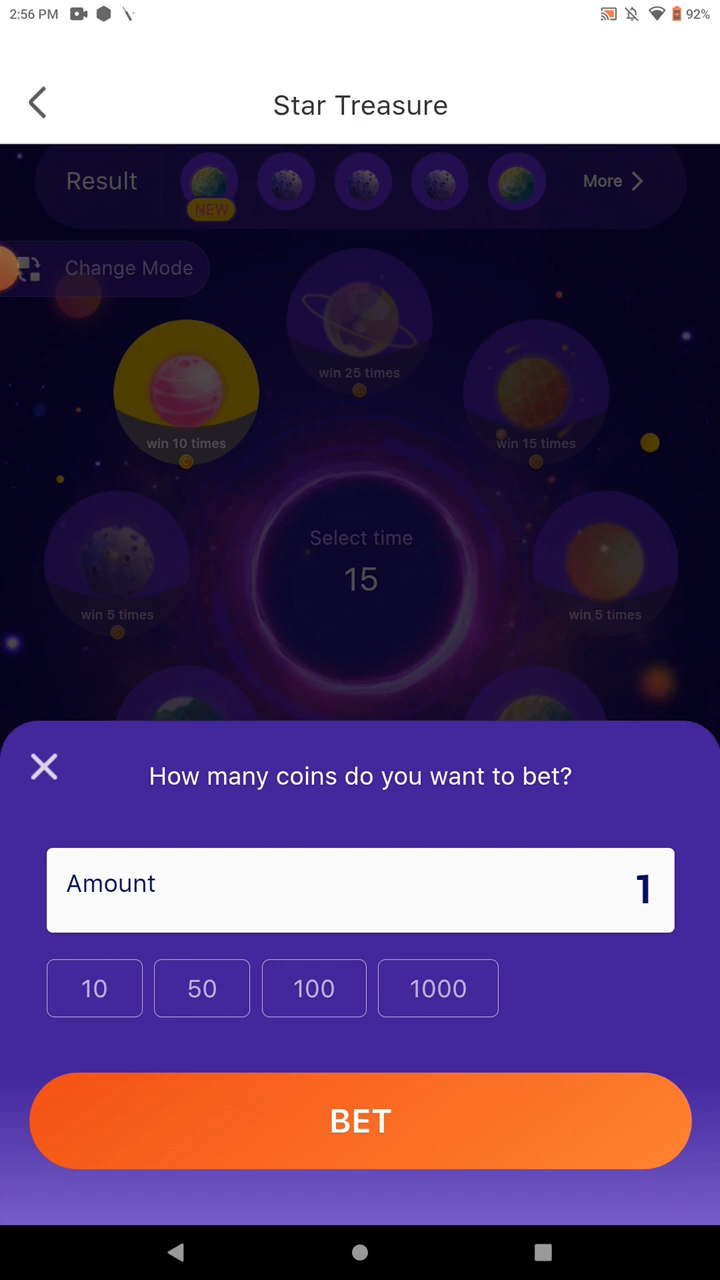 2:56 PM
92%
Star Treasure
Result
NEW
More
Change Mode
win 25 times
win 10 times
win 15 times
Select time
15
win 5 times
win 5 times
How many coins do you want to bet?
Amount
1
10
50
100
1000
BET